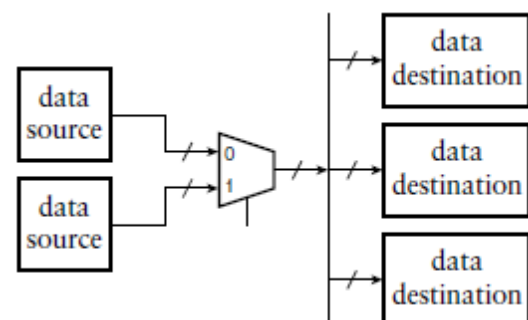 data
source
data
source
0
1
data
destination
data
destination
data
destination